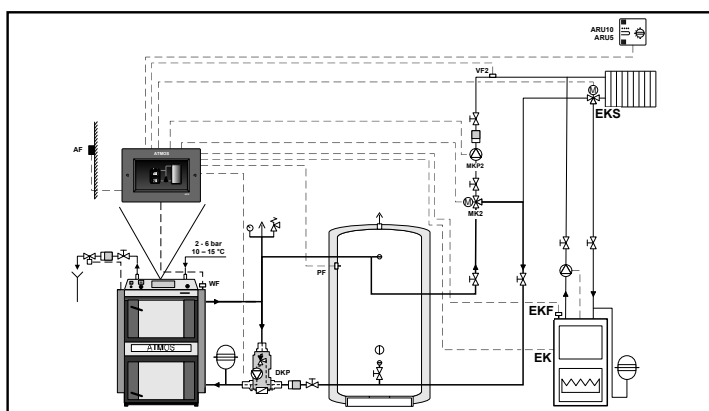 ARU10
ARU5
VF2
M
EKS
AF
ATMOS
MKP2
M
MK2
2 - 6 bar
10 – 15 °C
WF
PF
EKF
EK
ATMOS
DKP